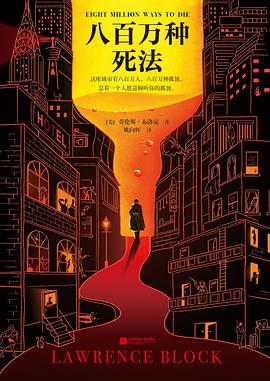 EIGHT MILLION WAYS TO DIE
八百万种
死法
这座城市有八百万人，八百万种孤独，
总有一个人愿意倾听你的孤独。
［美］劳伦斯·布洛克 著
姚向辉 译
HOTEL
LAWRENCE BLOCK